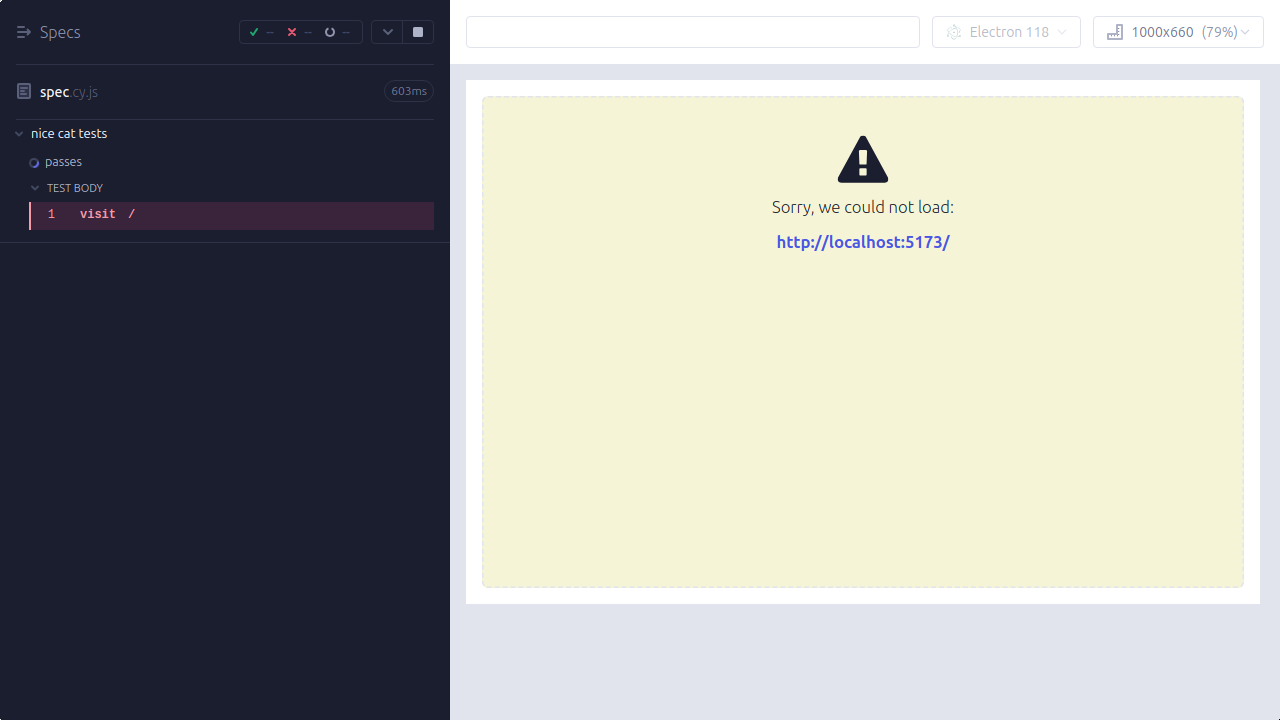 Specs
--
--
--
Electron 118
1000x660 (79%)
spec.cy.js
603ms
nice cat tests
passes
TEST BODY
1 visit /
Sorry, we could not load:
http://localhost:5173/